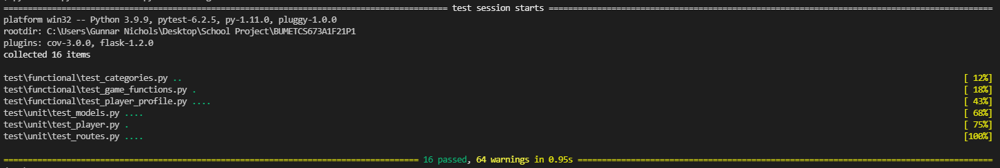 ============================================================================================ test session starts =============================================================================================
platform win32 -- Python 3.9.9, pytest-6.2.5, py-1.11.0, pluggy-1.0.0
rootdir: C:\Users\Gunnar Nichols\Desktop\School Project\BUMETCS673A1F21P1
plugins: cov-3.0.0, flask-1.2.0
collected 16 items
test\functional\test_categories.py .. [ 12%]
test\functional\test_game_functions.py . [ 18%]
test\functional\test_player_profile.py .... [ 43%]
test\unit\test_models.py .... [ 68%]
test\unit\test_player.py . [ 75%]
test\unit\test_routes.py .... [100%]
====================================================================================== 16 passed, 64 warnings in 0.95s =======================================================================================